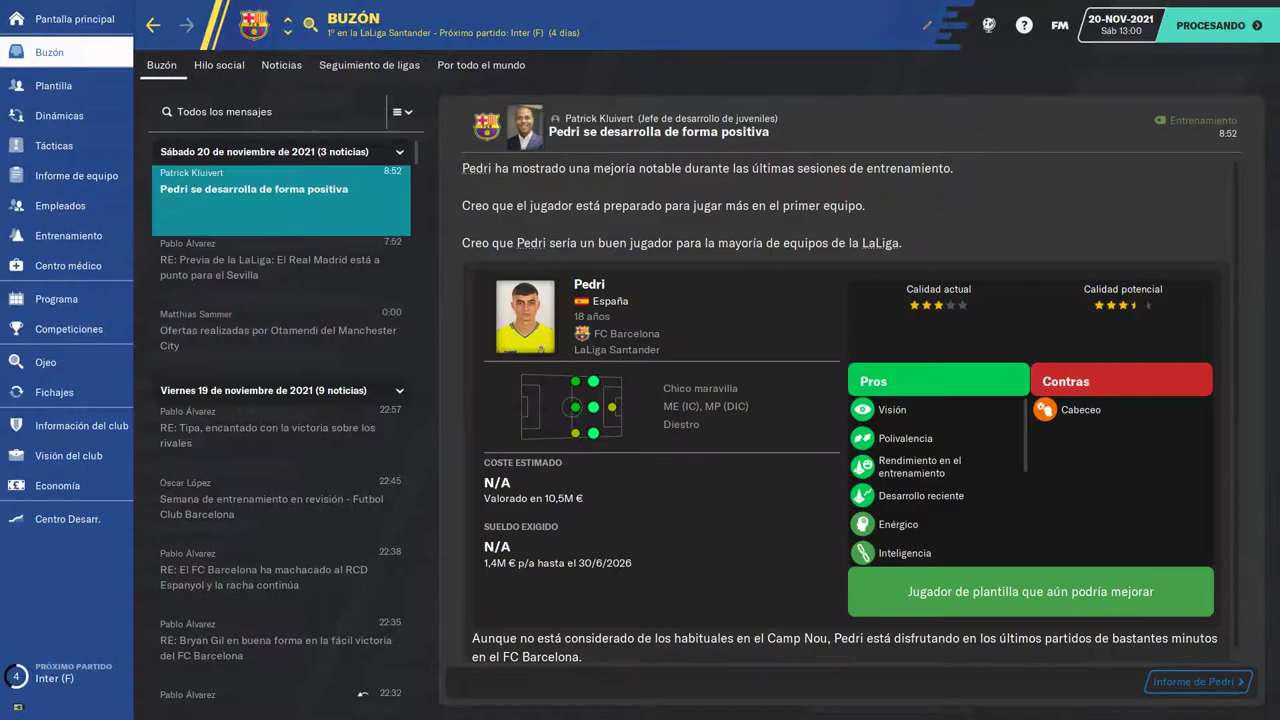 Pantalla principal
Buzón
Plantilla
Dinámicas
Tácticas
Informe de equipo
Empleados
Entrenamiento
Centro médico
Programa
Competiciones
Ojeo
Fichajes
Información del club
Visión del club
Economía
Centro Desarr.
4
PRÓXIMO PARTIDO
Inter (F)
BUZÓN
1º en la LaLiga Santander - Próximo partido: Inter (F) (4 días)
?
FM
20-NOV-2021
Sáb 13:00
PROCESANDO
Buzón
Hilo social
Noticias
Seguimiento de ligas
Por todo el mundo
Todos los mensajes
Sábado 20 de noviembre de 2021 (3 noticias)
Patrick Kluivert 8:52
Pedri se desarrolla de forma positiva
Pablo Álvarez 7:52
RE: Previa de la LaLiga: El Real Madrid está a
punto para el Sevilla
Matthias Sammer 0:00
Ofertas realizadas por Otamendi del Manchester
City
Viernes 19 de noviembre de 2021 (9 noticias)
Pablo Álvarez 22:57
RE: Tipa, encantado con la victoria sobre los
rivales
Óscar López 22:45
Semana de entrenamiento en revisión - Futbol
Club Barcelona
Pablo Álvarez 22:38
RE: El FC Barcelona ha machacado al RCD
Espanyol y la racha continúa
Pablo Álvarez 22:35
RE: Bryan Gil en buena forma en la fácil victoria
del FC Barcelona
Pablo Álvarez 22:32
Patrick Kluivert (Jefe de desarrollo de juveniles)
Pedri se desarrolla de forma positiva
Entrenamiento
8:52
Pedri ha mostrado una mejoría notable durante las últimas sesiones de entrenamiento.
Creo que el jugador está preparado para jugar más en el primer equipo.
Creo que Pedri sería un buen jugador para la mayoría de equipos de la LaLiga.
Pedri
España
18 años
FC Barcelona
LaLiga Santander
Calidad actual
Calidad potencial
Chico maravilla
ME (IC), MP (DIC)
Diestro
COSTE ESTIMADO
N/A
Valorado en 10,5M €
SUELDO EXIGIDO
N/A
1,4M € p/a hasta el 30/6/2026
Pros
Visión
Polivalencia
Rendimiento en el
entrenamiento
Desarrollo reciente
Enérgico
Inteligencia
Contras
Cabeceo
Jugador de plantilla que aún podría mejorar
Aunque no está considerado de los habituales en el Camp Nou, Pedri está disfrutando en los últimos partidos de bastantes minutos
en el FC Barcelona.
Informe de Pedri